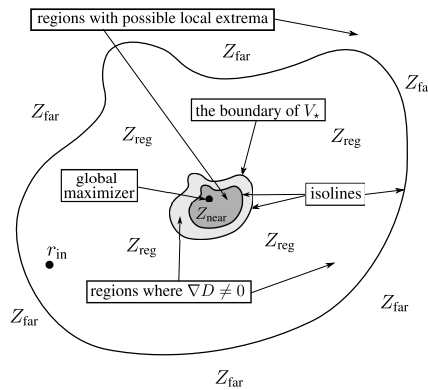 regions with possible local extrema
Z_far
Z_fa
Z_far
Z_reg
the boundary of V_⋆
Z_reg
global
maximizer
isolines
Z_near
Z_reg
Z_reg
r_in
regions where ∇D ≠ 0
Z_far
Z_far
Z_far